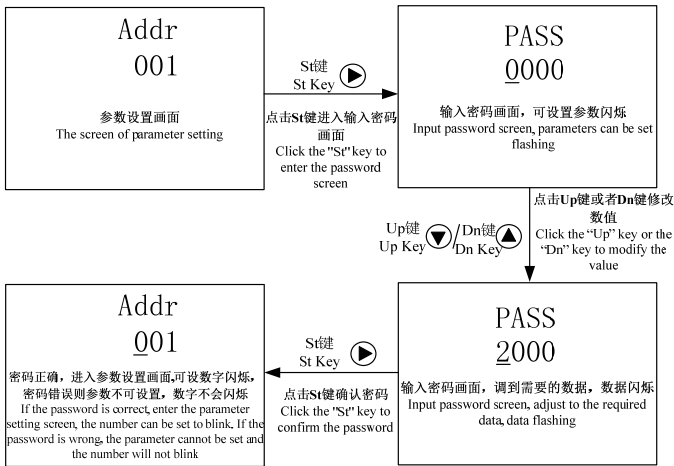 Addr
001
参数设置画面
The screen of parameter setting
St键
St Key
点击St键进入输入密码
画面
Click the "St" key to
enter the password
screen
PASS
0000
输入密码画面，可设置参数闪烁
Input password screen, parameters can be set
flashing
点击Up键或者Dn键修改
数值
Click the “Up” key or the
“Dn” key to modify the
value
Up键
Up Key
/
Dn键
Dn Key
PASS
2000
输入密码画面，调到需要的数据，数据闪烁
Input password screen, adjust to the required
data, data flashing
St键
St Key
点击St键确认密码
Click the "St" key to
confirm the password
Addr
001
密码正确，进入参数设置画面,可设数字闪烁，
密码错误则参数不可设置，数字不会闪烁
If the password is correct, enter the parameter
setting screen, the number can be set to blink. If the
password is wrong, the parameter cannot be set and
the number will not blink